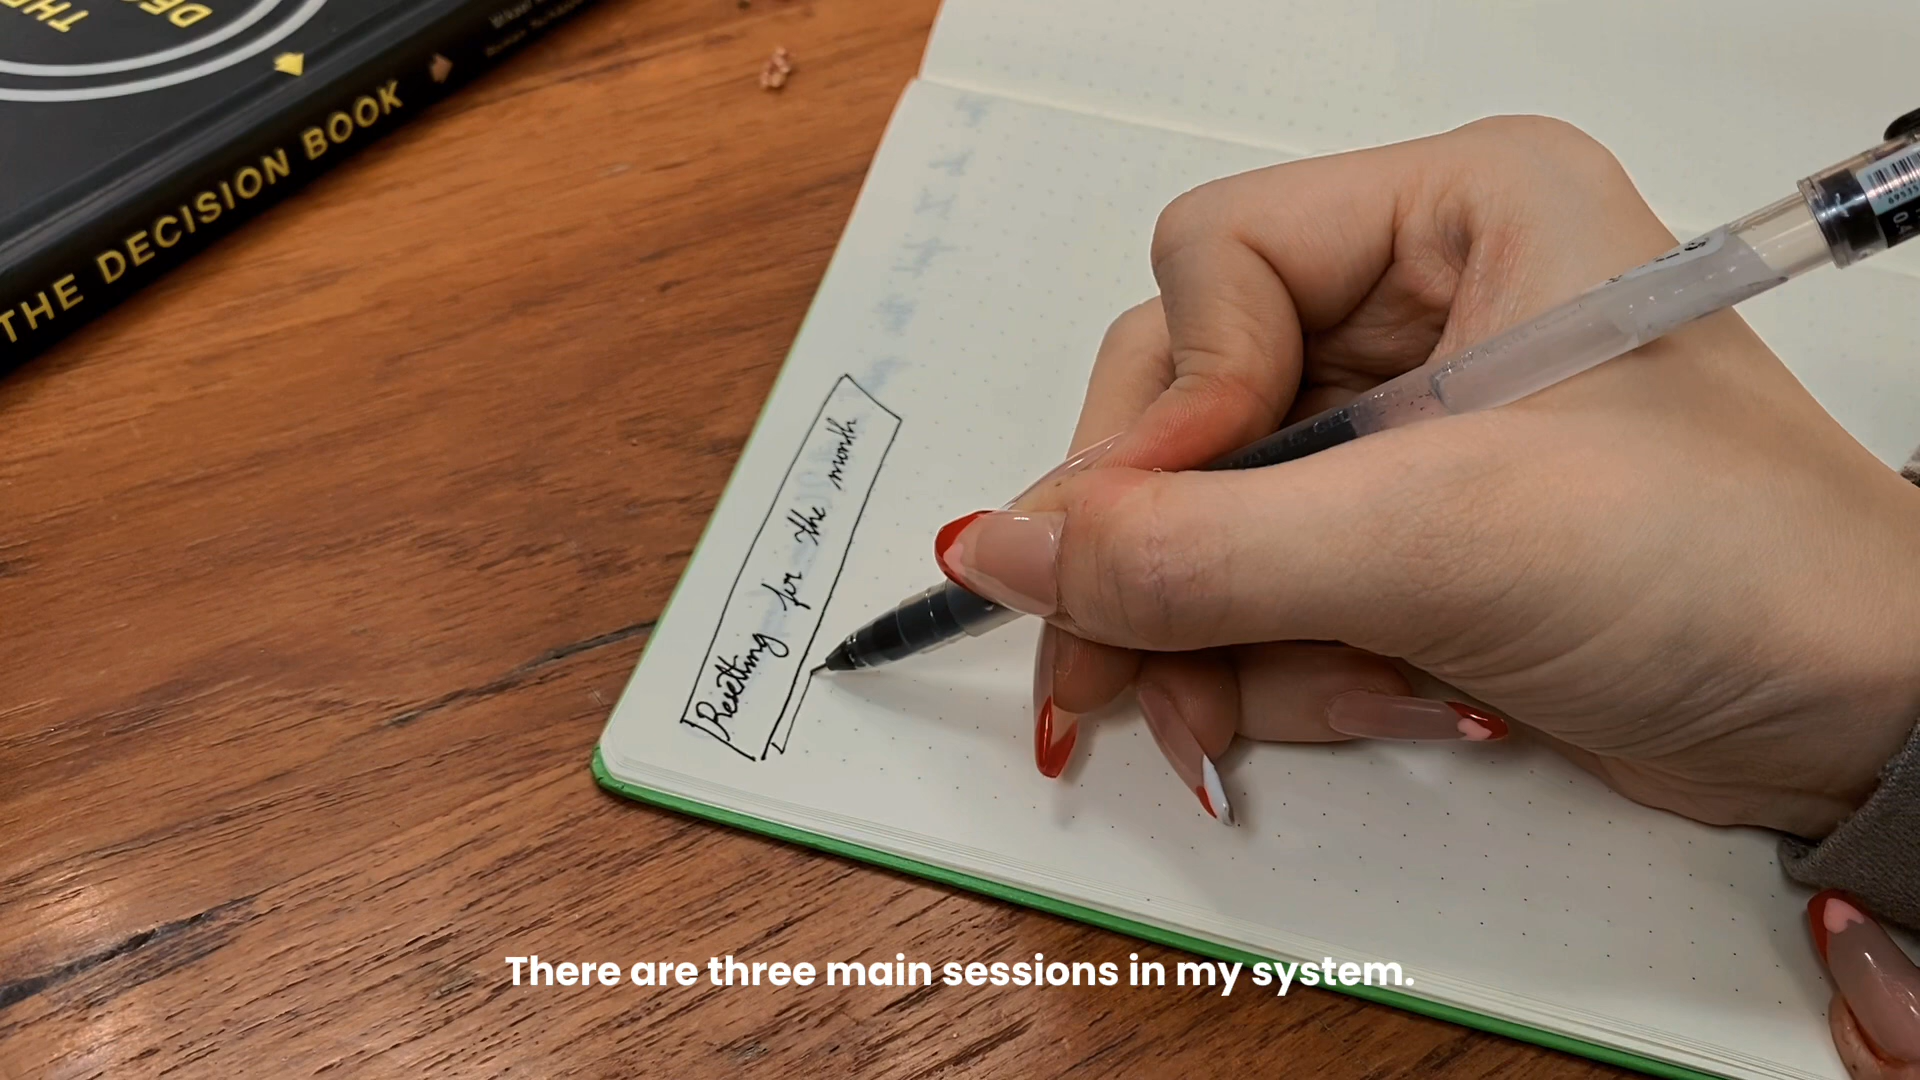 THE DECISION BOOK
Resetting for the month
There are three main sessions in my system.